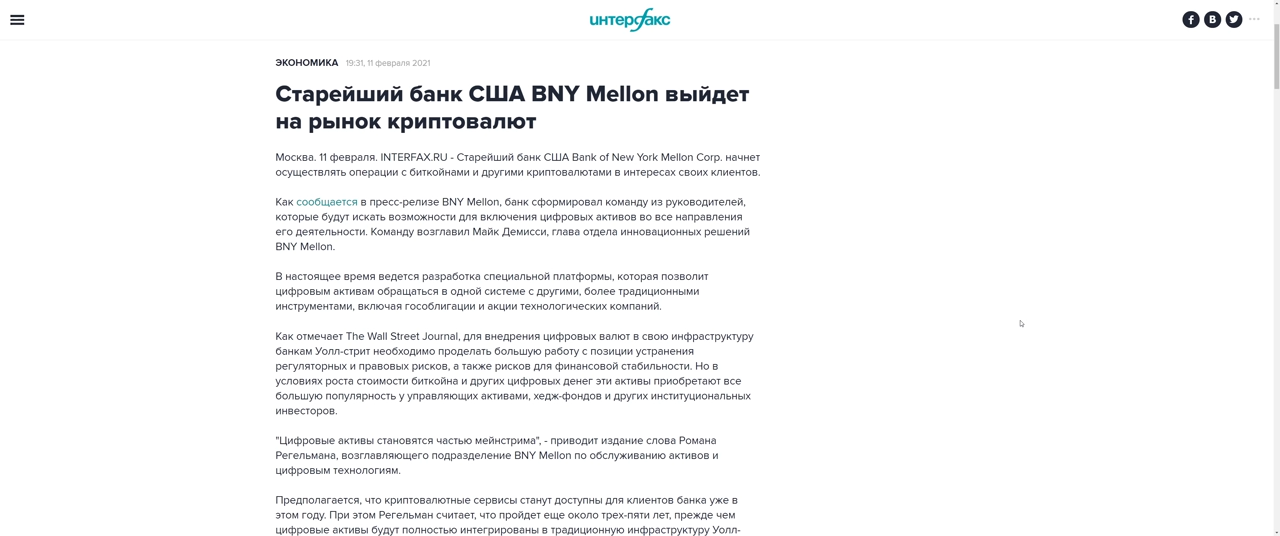 интерфакс
ЭКОНОМИКА 19:31, 11 февраля 2021
Старейший банк США BNY Mellon выйдет
на рынок криптовалют
Москва. 11 февраля. INTERFAX.RU - Старейший банк США Bank of New York Mellon Corp. начнет
осуществлять операции с биткойнами и другими криптовалютами в интересах своих клиентов.
Как сообщается в пресс-релизе BNY Mellon, банк сформировал команду из руководителей,
которые будут искать возможности для включения цифровых активов во все направления
его деятельности. Команду возглавил Майк Демисси, глава отдела инновационных решений
BNY Mellon.
В настоящее время ведется разработка специальной платформы, которая позволит
цифровым активам обращаться в одной системе с другими, более традиционными
инструментами, включая гособлигации и акции технологических компаний.
Как отмечает The Wall Street Journal, для внедрения цифровых валют в свою инфраструктуру
банкам Уолл-стрит необходимо проделать большую работу с позиции устранения
регуляторных и правовых рисков, а также рисков для финансовой стабильности. Но в
условиях роста стоимости биткойна и других цифровых денег эти активы приобретают все
большую популярность у управляющих активами, хедж-фондов и других институциональных
инвесторов.
"Цифровые активы становятся частью мейнстрима", - приводит издание слова Романа
Регельмана, возглавляющего подразделение BNY Mellon по обслуживанию активов и
цифровым технологиям.
Предполагается, что криптовалютные сервисы станут доступны для клиентов банка уже в
этом году. При этом Регельман считает, что пройдет еще около трех-пяти лет, прежде чем
цифровые активы будут полностью интегрированы в традиционную инфраструктуру Уолл-